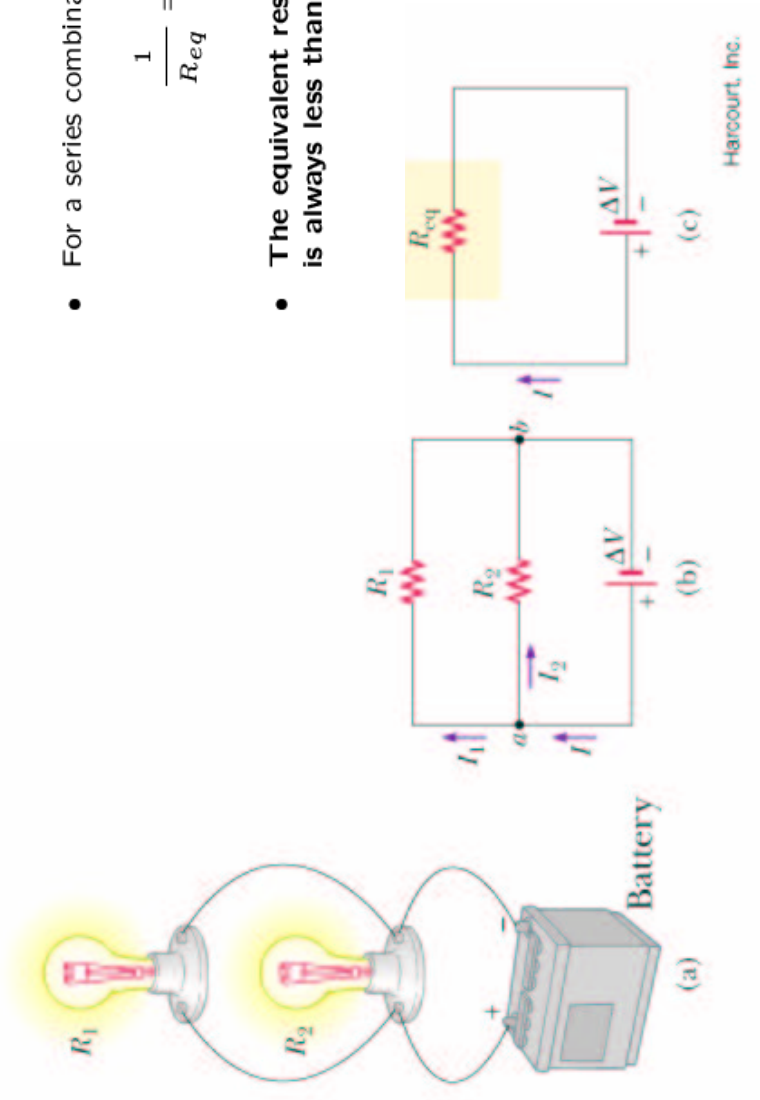 • For a series combina
1
R_eq
=
• The equivalent res
is always less than
R_1
R_2
+
−
Battery
(a)
R_1
R_2
I_1
a
I_2
I
b
ΔV
+
−
(b)
R_eq
I
ΔV
+
−
(c)
Harcourt, Inc.